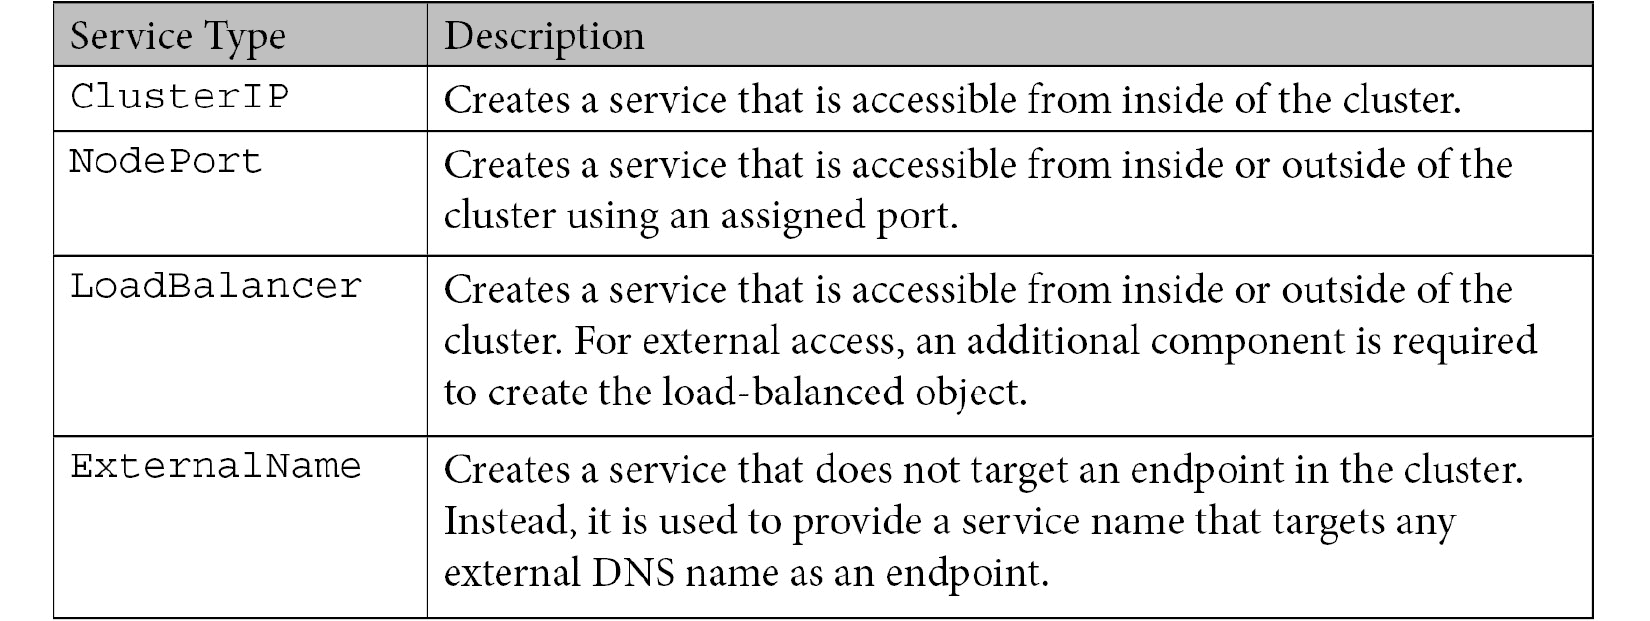 Service Type Description
ClusterIP Creates a service that is accessible from inside of the cluster.
NodePort Creates a service that is accessible from inside or outside of the
cluster using an assigned port.
LoadBalancer Creates a service that is accessible from inside or outside of the
cluster. For external access, an additional component is required
to create the load-balanced object.
ExternalName Creates a service that does not target an endpoint in the cluster.
Instead, it is used to provide a service name that targets any
external DNS name as an endpoint.